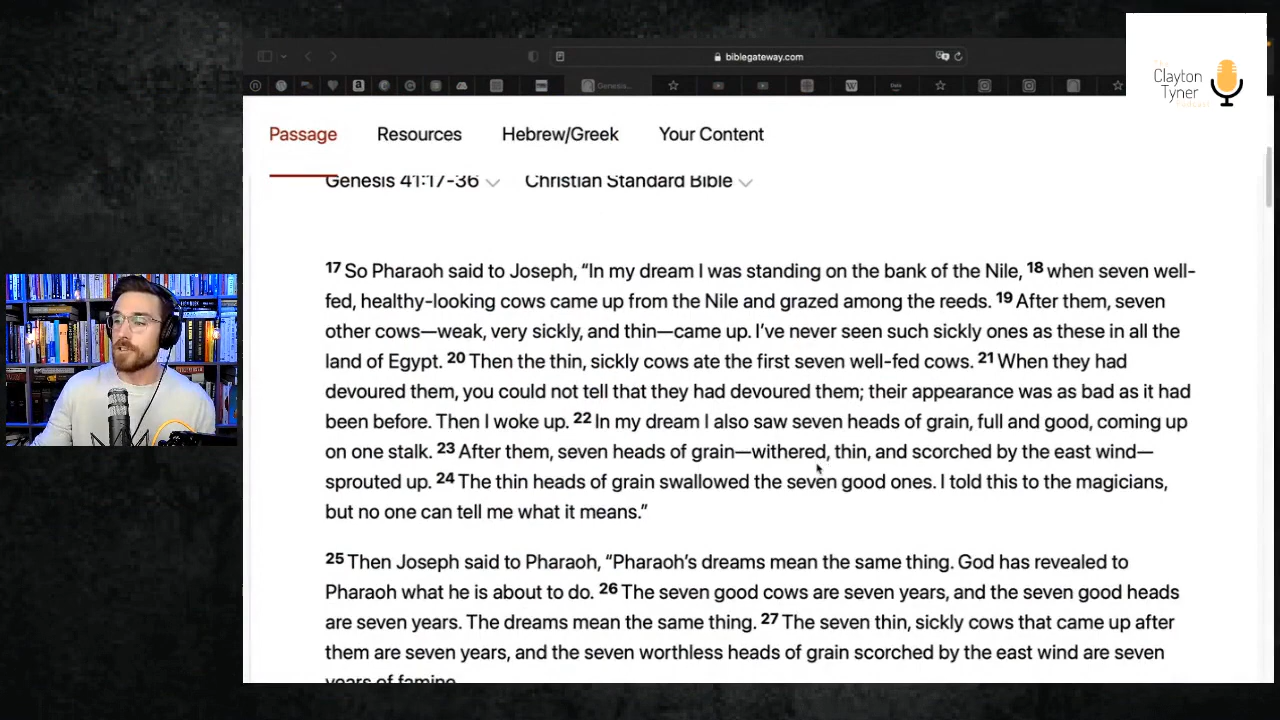 biblegateway.com
Genesis...
The
Clayton
Tyner
Podcast
Passage Resources Hebrew/Greek Your Content
Genesis 41:17-36 Christian Standard Bible
17 So Pharaoh said to Joseph, “In my dream I was standing on the bank of the Nile, 18 when seven well-
fed, healthy-looking cows came up from the Nile and grazed among the reeds. 19 After them, seven
other cows—weak, very sickly, and thin—came up. I’ve never seen such sickly ones as these in all the
land of Egypt. 20 Then the thin, sickly cows ate the first seven well-fed cows. 21 When they had
devoured them, you could not tell that they had devoured them; their appearance was as bad as it had
been before. Then I woke up. 22 In my dream I also saw seven heads of grain, full and good, coming up
on one stalk. 23 After them, seven heads of grain—withered, thin, and scorched by the east wind—
sprouted up. 24 The thin heads of grain swallowed the seven good ones. I told this to the magicians,
but no one can tell me what it means.”
25 Then Joseph said to Pharaoh, “Pharaoh’s dreams mean the same thing. God has revealed to
Pharaoh what he is about to do. 26 The seven good cows are seven years, and the seven good heads
are seven years. The dreams mean the same thing. 27 The seven thin, sickly cows that came up after
them are seven years, and the seven worthless heads of grain scorched by the east wind are seven
years of famine